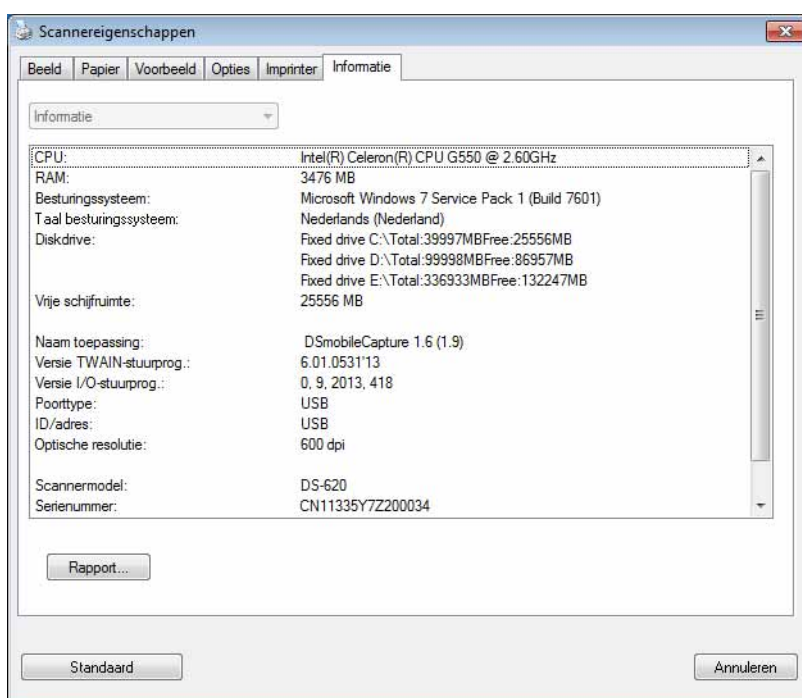 Scannereigenschappen
Beeld Papier Voorbeeld Opties Imprinter Informatie
Informatie
CPU: Intel(R) Celeron(R) CPU G550 @ 2.60GHz
RAM: 3476 MB
Besturingssysteem: Microsoft Windows 7 Service Pack 1 (Build 7601)
Taal besturingssysteem: Nederlands (Nederland)
Diskdrive: Fixed drive C:\Total:39997MBFree:25556MB
Fixed drive D:\Total:99998MBFree:86957MB
Fixed drive E:\Total:336933MBFree:132247MB
Vrije schijfruimte: 25556 MB
Naam toepassing: DSmobileCapture 1.6 (1.9)
Versie TWAIN-stuurprog.: 6.01.0531'13
Versie I/O-stuurprog.: 0, 9, 2013, 418
Poorttype: USB
ID/adres: USB
Optische resolutie: 600 dpi
Scannermodel: DS-620
Serienummer: CN11335Y7Z200034
Rapport...
Standaard Annuleren